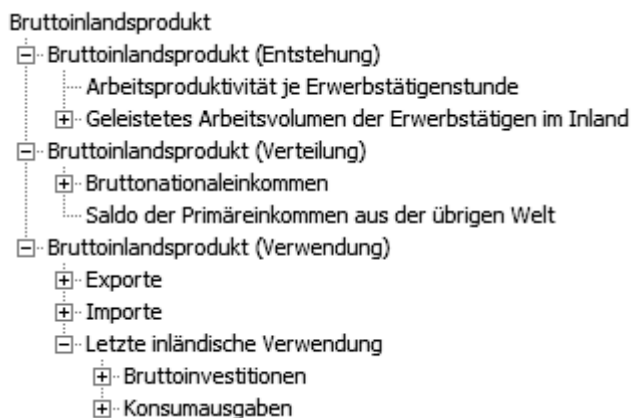 Bruttoinlandsprodukt
Bruttoinlandsprodukt (Entstehung)
Arbeitsproduktivität je Erwerbstätigenstunde
Geleistetes Arbeitsvolumen der Erwerbstätigen im Inland
Bruttoinlandsprodukt (Verteilung)
Bruttonationaleinkommen
Saldo der Primäreinkommen aus der übrigen Welt
Bruttoinlandsprodukt (Verwendung)
Exporte
Importe
Letzte inländische Verwendung
Bruttoinvestitionen
Konsumausgaben